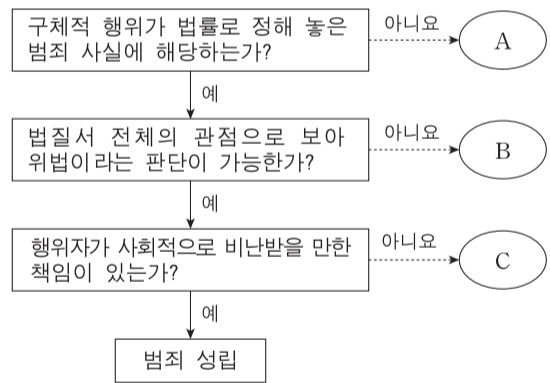 구체적 행위가 법률로 정해 놓은
범죄 사실에 해당하는가?
아니요
A
예
법질서 전체의 관점으로 보아
위법이라는 판단이 가능한가?
아니요
B
예
행위자가 사회적으로 비난받을 만한
책임이 있는가?
아니요
C
예
범죄 성립